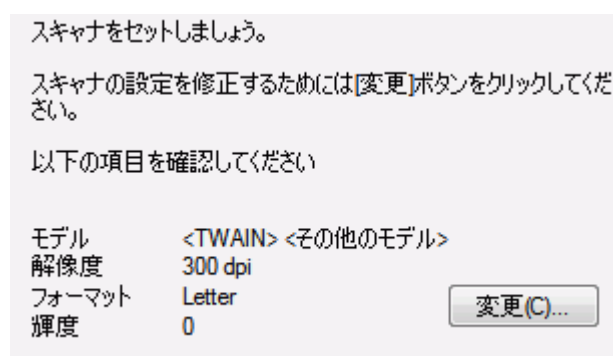 スキャナをセットしましょう。
スキャナの設定を修正するためには[変更]ボタンをクリックしてくだ
さい。
以下の項目を確認してください
モデル <TWAIN> <その他のモデル>
解像度 300 dpi
フォーマット Letter
輝度 0
変更(C)...